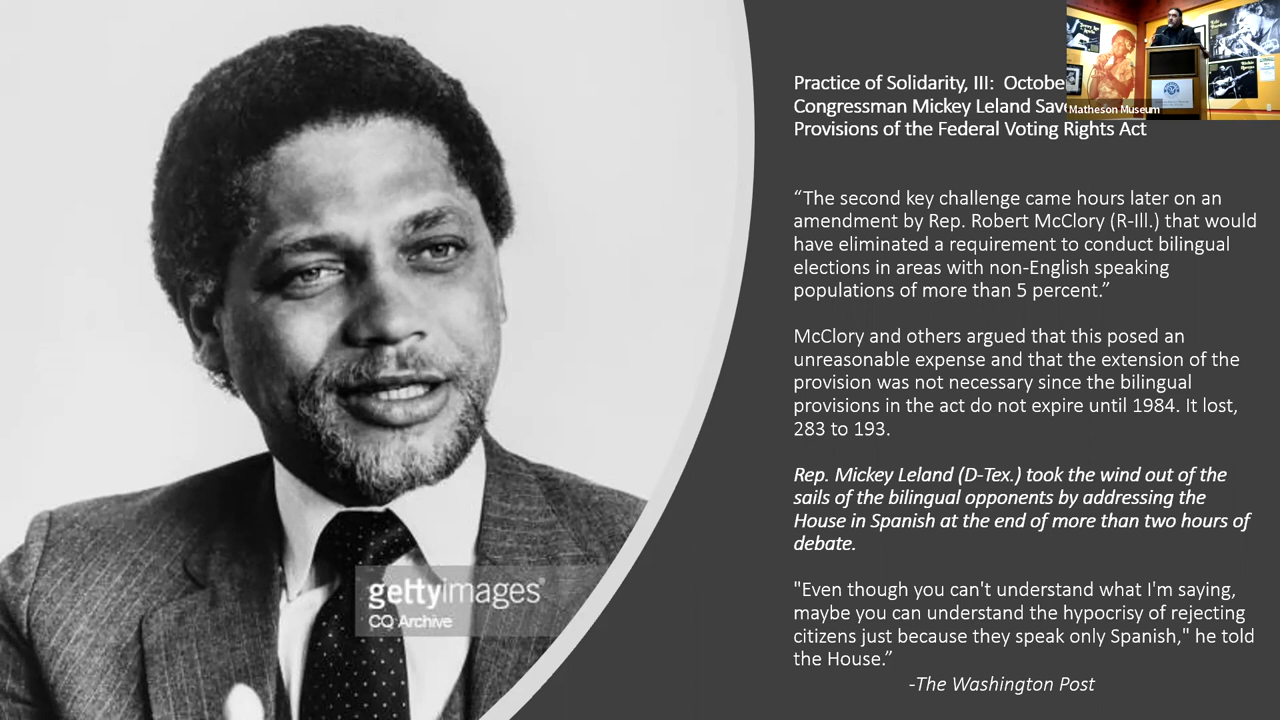 Practice of Solidarity, III: Octobe
Congressman Mickey Leland Save
Provisions of the Federal Voting Rights Act
Matheson Museum
“The second key challenge came hours later on an
amendment by Rep. Robert McClory (R-Ill.) that would
have eliminated a requirement to conduct bilingual
elections in areas with non-English speaking
populations of more than 5 percent.”
McClory and others argued that this posed an
unreasonable expense and that the extension of the
provision was not necessary since the bilingual
provisions in the act do not expire until 1984. It lost,
283 to 193.
Rep. Mickey Leland (D-Tex.) took the wind out of the
sails of the bilingual opponents by addressing the
House in Spanish at the end of more than two hours of
debate.
"Even though you can't understand what I'm saying,
maybe you can understand the hypocrisy of rejecting
citizens just because they speak only Spanish," he told
the House.”
-The Washington Post
gettyimages®
CQ Archive